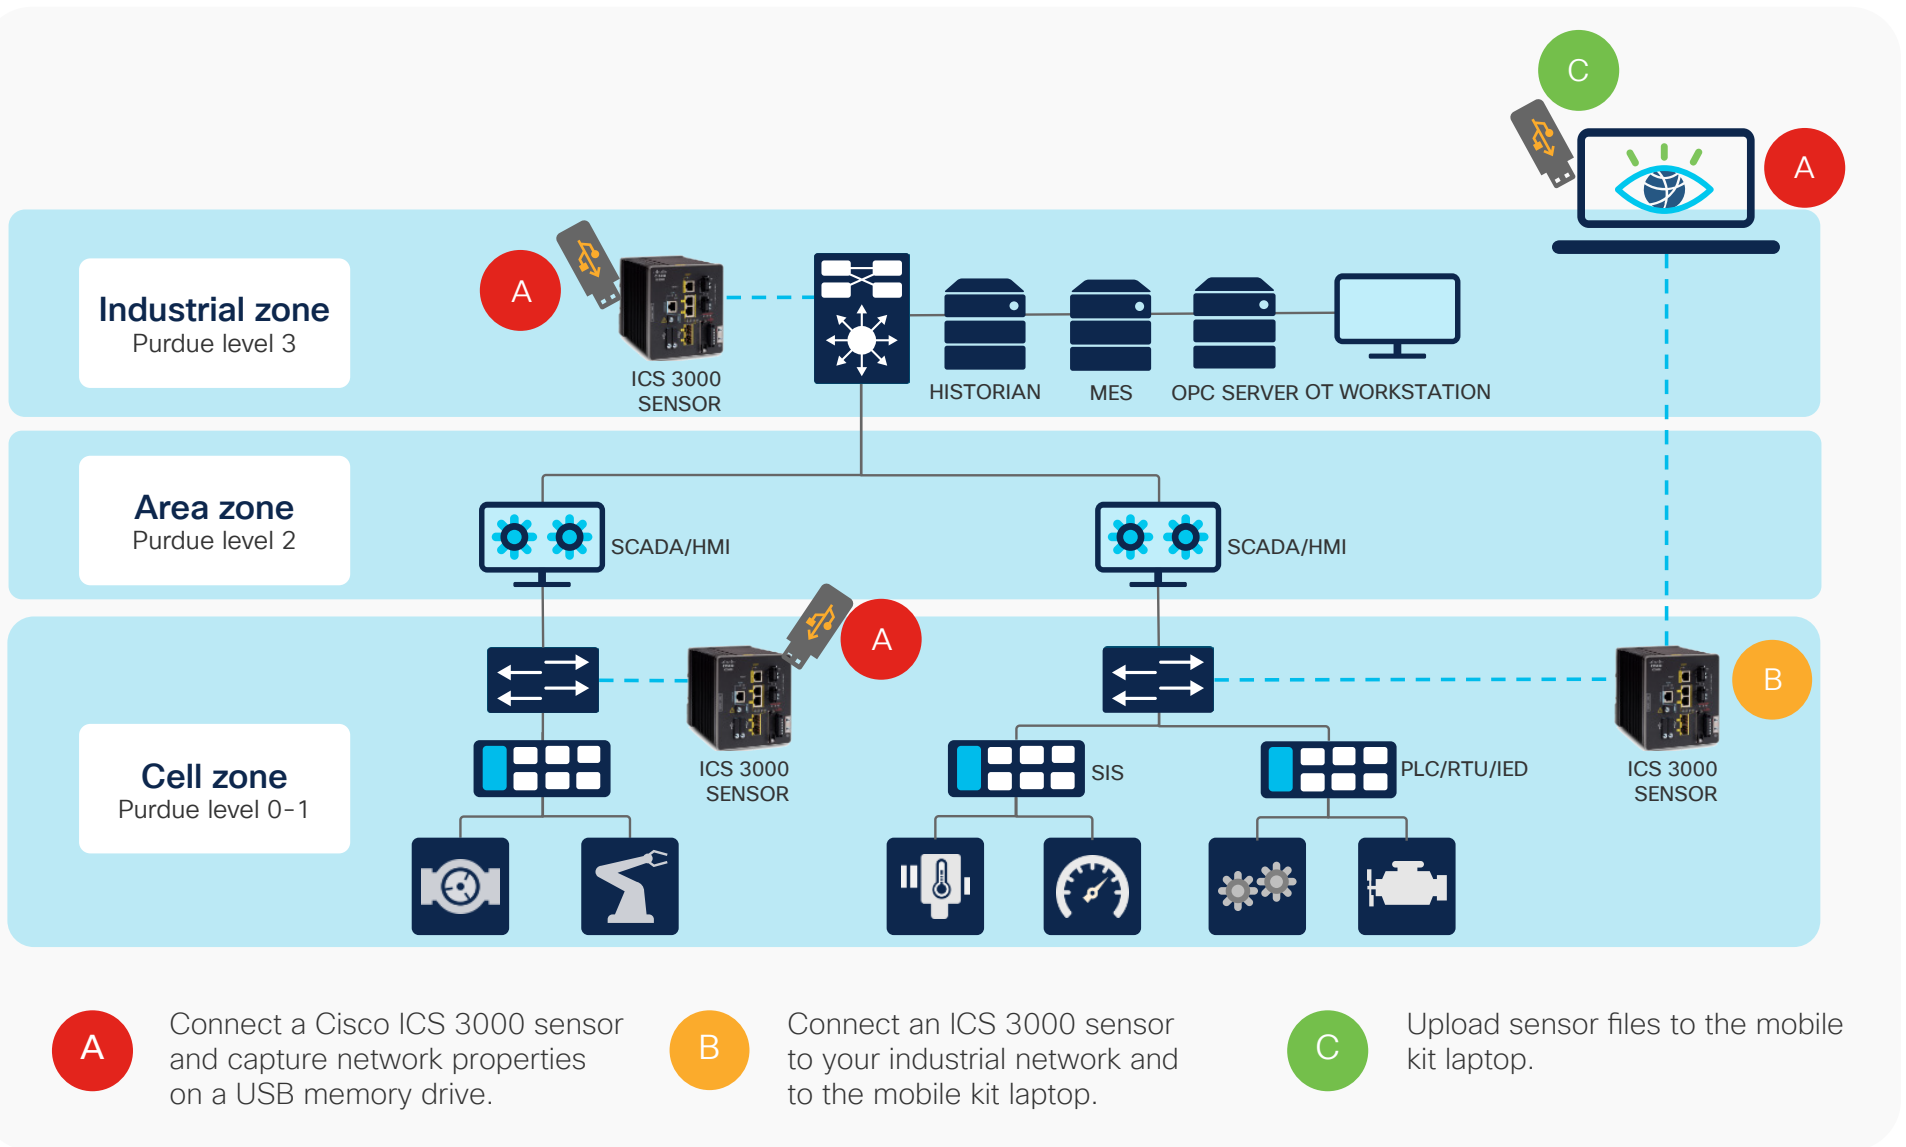 C
A
A
Industrial zone
Purdue level 3
ICS 3000
SENSOR
HISTORIAN
MES
OPC SERVER
OT WORKSTATION
Area zone
Purdue level 2
SCADA/HMI
SCADA/HMI
A
B
Cell zone
Purdue level 0-1
ICS 3000
SENSOR
SIS
PLC/RTU/IED
ICS 3000
SENSOR
A
Connect a Cisco ICS 3000 sensor
and capture network properties
on a USB memory drive.
B
Connect an ICS 3000 sensor
to your industrial network and
to the mobile kit laptop.
C
Upload sensor files to the mobile
kit laptop.